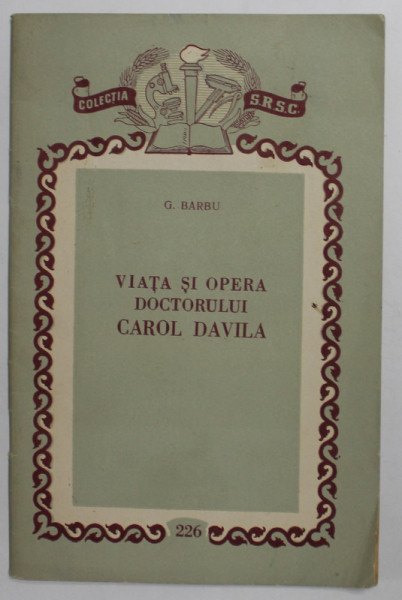 COLECȚIA S.R.S.C.
G. BARBU
VIAȚA ȘI OPERA
DOCTORULUI
CAROL DAVILA
226